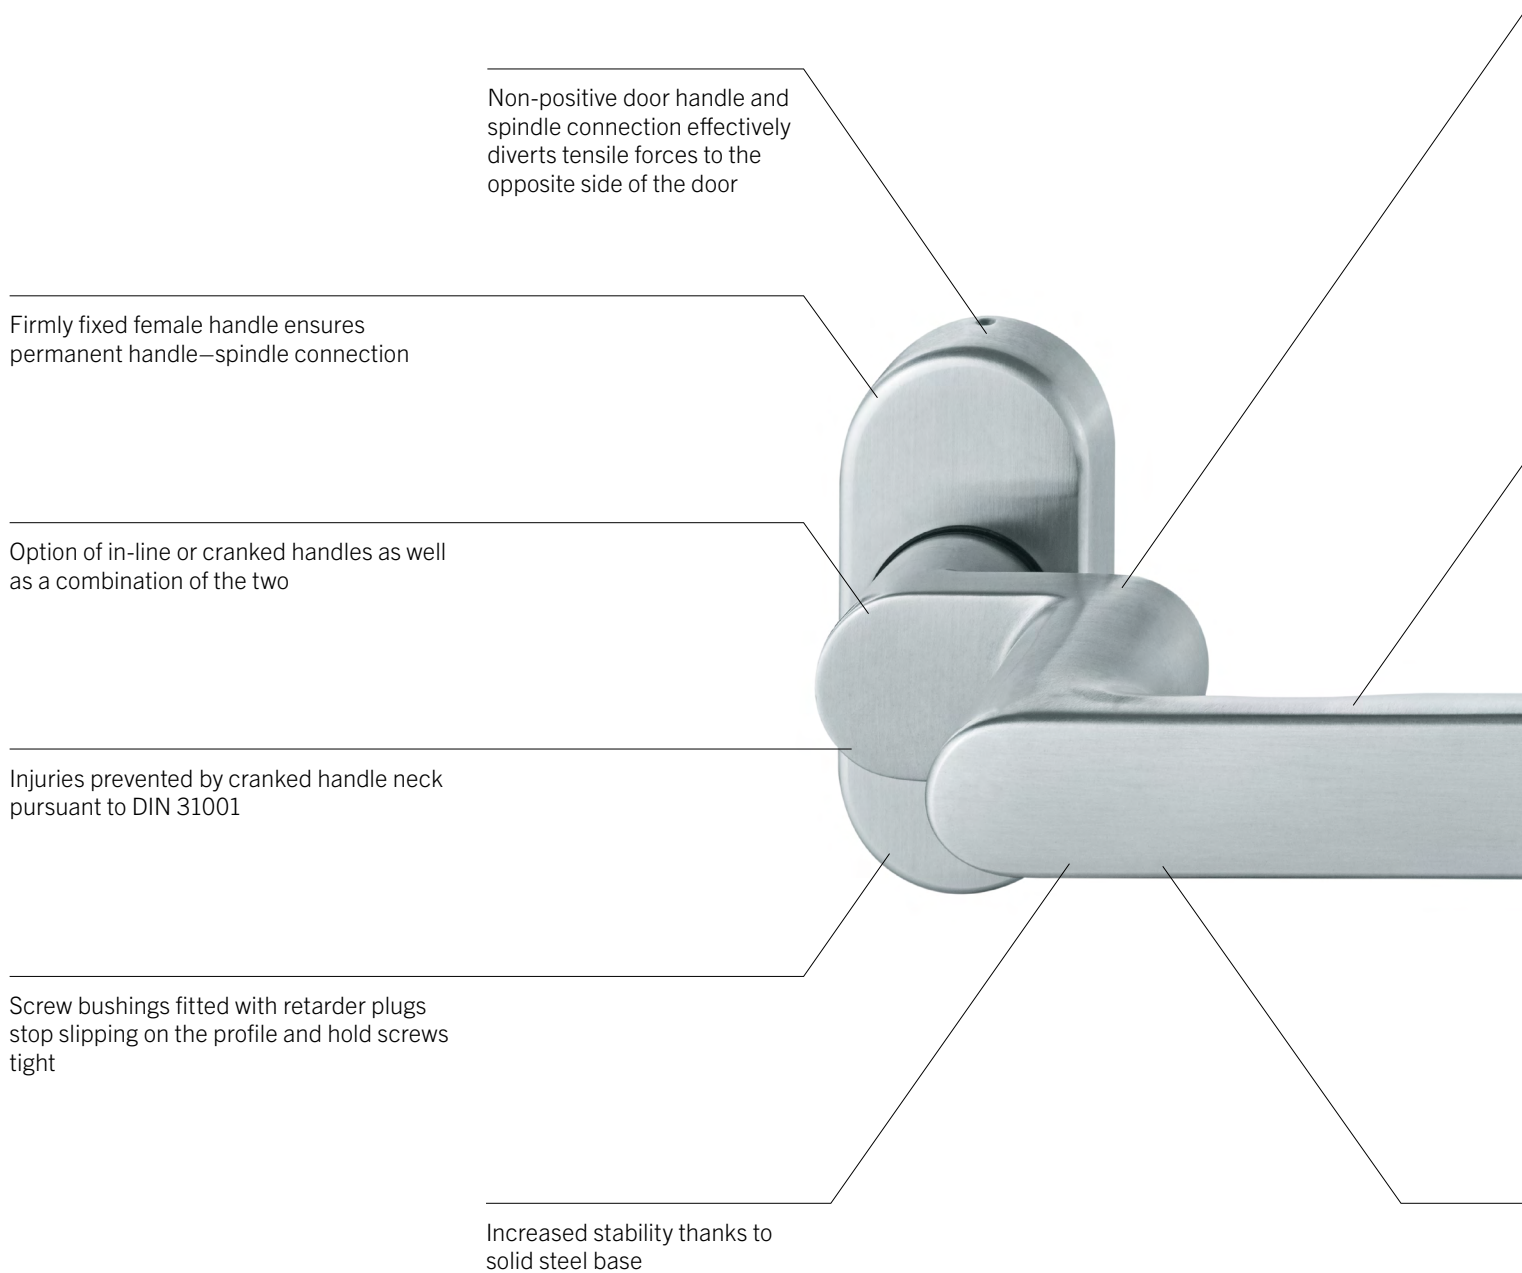 Non-positive door handle and
spindle connection effectively
diverts tensile forces to the
opposite side of the door
Firmly fixed female handle ensures
permanent handle–spindle connection
Option of in-line or cranked handles as well
as a combination of the two
Injuries prevented by cranked handle neck
pursuant to DIN 31001
Screw bushings fitted with retarder plugs
stop slipping on the profile and hold screws
tight
Increased stability thanks to
solid steel base